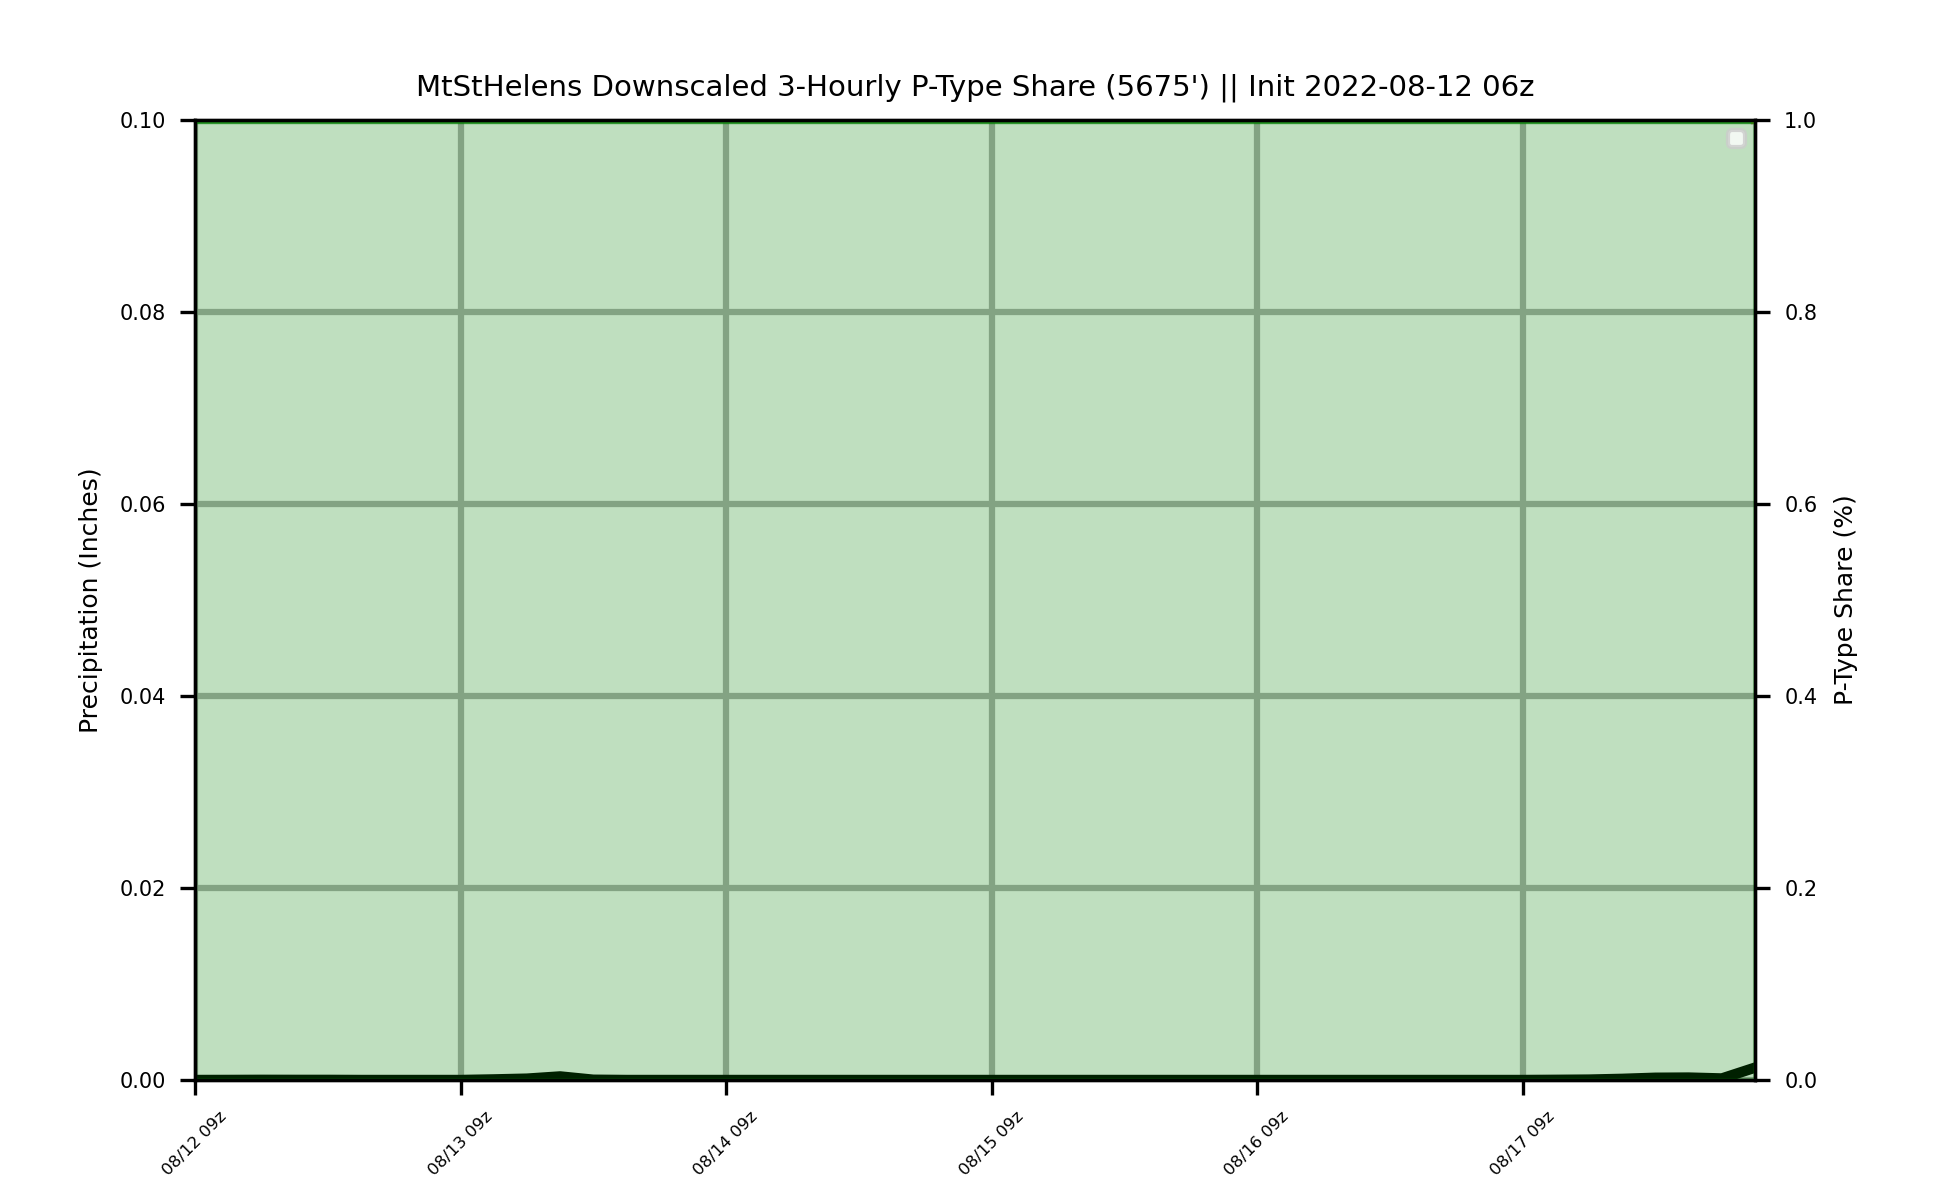 MtStHelens Downscaled 3-Hourly P-Type Share (5675') || Init 2022-08-12 06z
0.10
0.08
0.06
0.04
0.02
0.00
Precipitation (Inches)
1.0
0.8
0.6
0.4
0.2
0.0
P-Type Share (%)
08/12 09z
08/13 09z
08/14 09z
08/15 09z
08/16 09z
08/17 09z